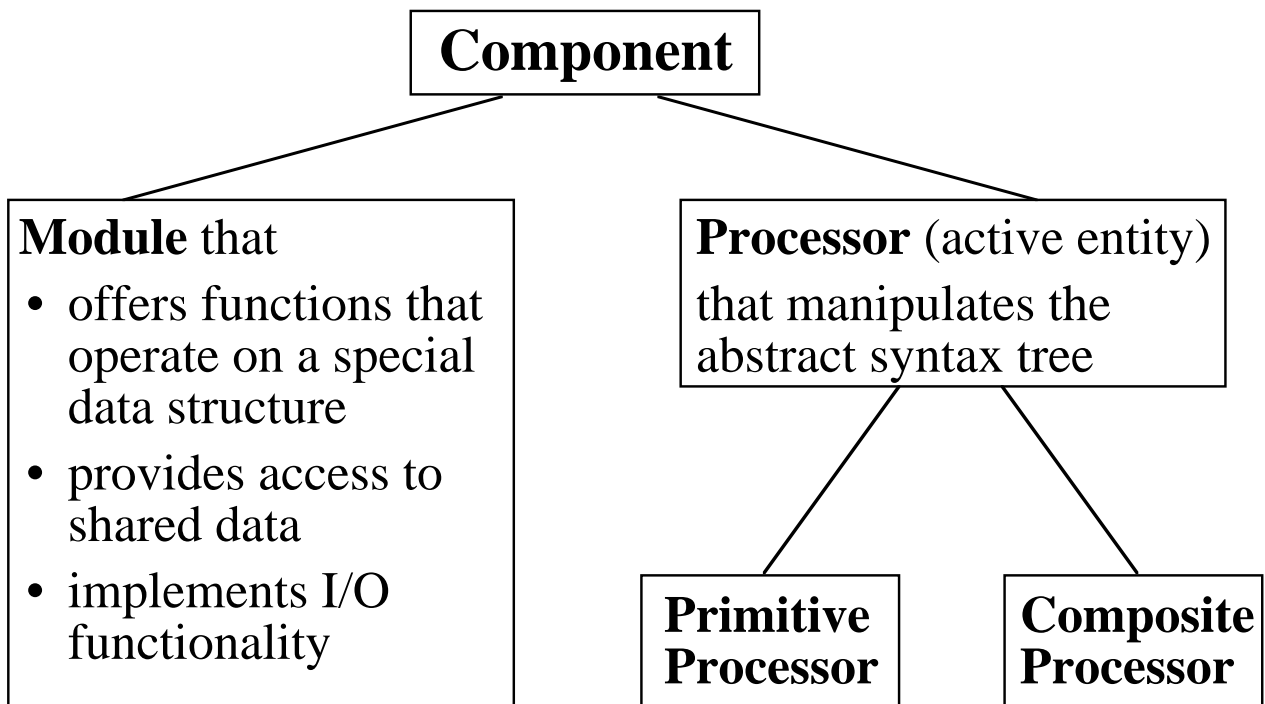 Component
Module that
• offers functions that
operate on a special
data structure
• provides access to
shared data
• implements I/O
functionality
Processor (active entity)
that manipulates the
abstract syntax tree
Primitive
Processor
Composite
Processor